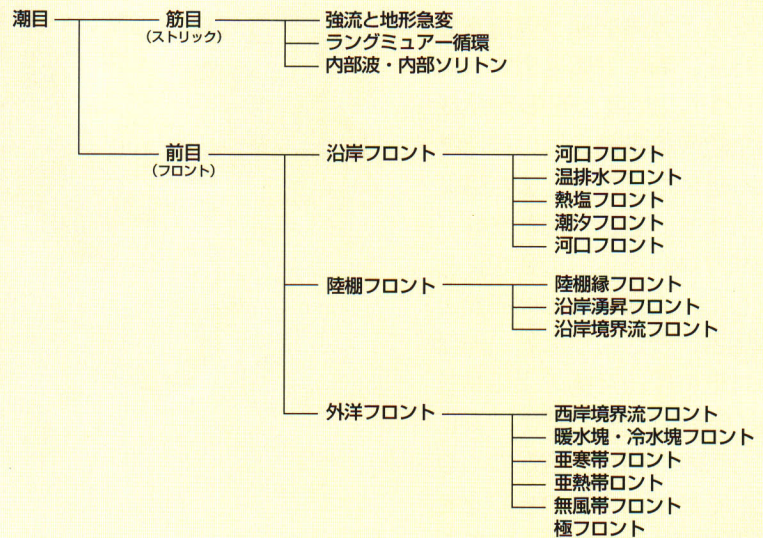 潮目 筋目 強流と地形急変
(ストリック) ラングミュアー循環
内部波・内部ソリトン
前目 沿岸フロント 河口フロント
(フロント) 温排水フロント
熱塩フロント
潮汐フロント
河口フロント
陸棚フロント 陸棚縁フロント
沿岸湧昇フロント
沿岸境界流フロント
外洋フロント 西岸境界流フロント
暖水塊・冷水塊フロント
亜寒帯フロント
亜熱帯ロント
無風帯フロント
極フロント